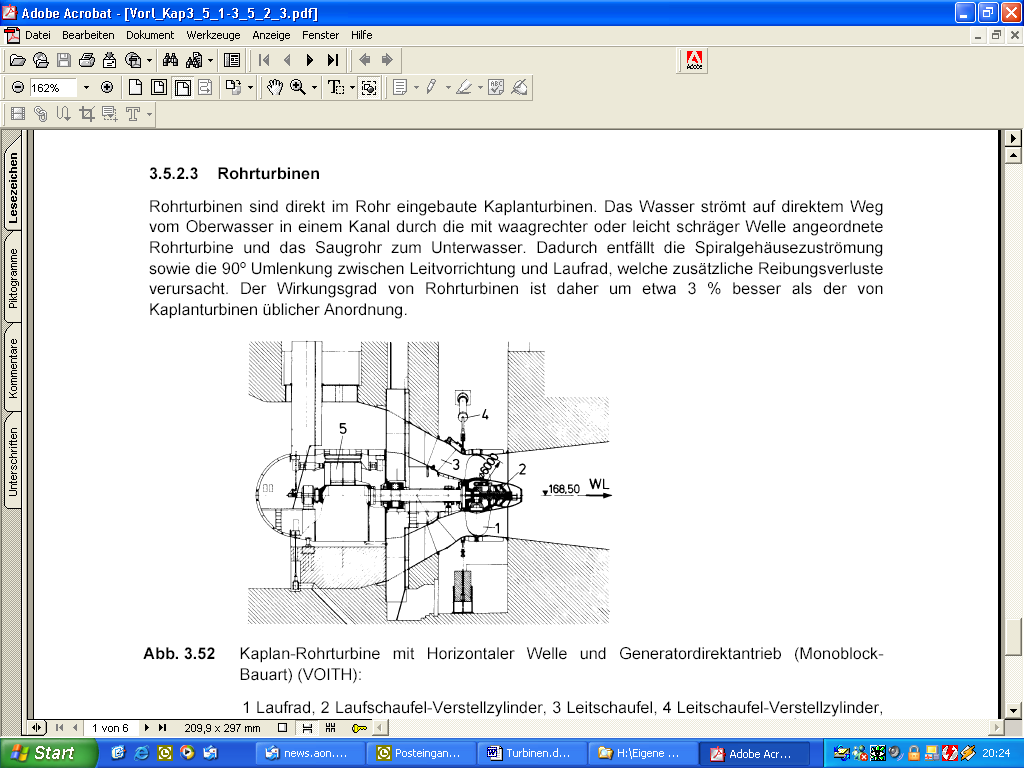 Adobe Acrobat - [Vorl_Kap3_5_1-3_5_2_3.pdf]
Datei Bearbeiten Dokument Werkzeuge Anzeige Fenster Hilfe
Adobe
162%
Lesezeichen
Piktogramme
Kommentare
Unterschriften
3.5.2.3 Rohrturbinen
Rohrturbinen sind direkt im Rohr eingebaute Kaplanturbinen. Das Wasser strömt auf direktem Weg
vom Oberwasser in einem Kanal durch die mit waagrechter oder leicht schräger Welle angeordnete
Rohrturbine und das Saugrohr zum Unterwasser. Dadurch entfällt die Spiralgehäusezuströmung
sowie die 90º Umlenkung zwischen Leitvorrichtung und Laufrad, welche zusätzliche Reibungsverluste
verursacht. Der Wirkungsgrad von Rohrturbinen ist daher um etwa 3 % besser als der von
Kaplanturbinen üblicher Anordnung.
4
5
3
2
168,50 WL
1
Abb. 3.52 Kaplan-Rohrturbine mit Horizontaler Welle und Generatordirektantrieb (Monoblock-
Bauart) (VOITH):
1 Laufrad, 2 Laufschaufel-Verstellzylinder, 3 Leitschaufel, 4 Leitschaufel-Verstellzylinder,
1 von 6 209,9 x 297 mm
Start news.aon.... Posteingan... Turbinen.d... H:\Eigene ... Adobe Acr... 20:24